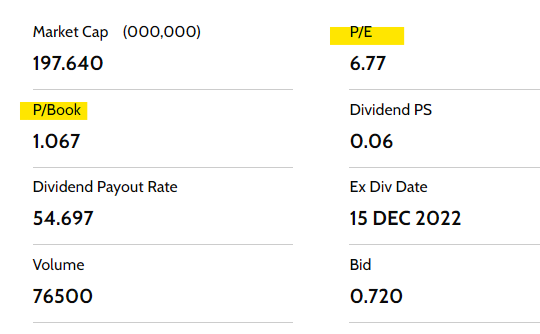 Market Cap (000,000) P/E
197.640 6.77
P/Book Dividend PS
1.067 0.06
Dividend Payout Rate Ex Div Date
54.697 15 DEC 2022
Volume Bid
76500 0.720